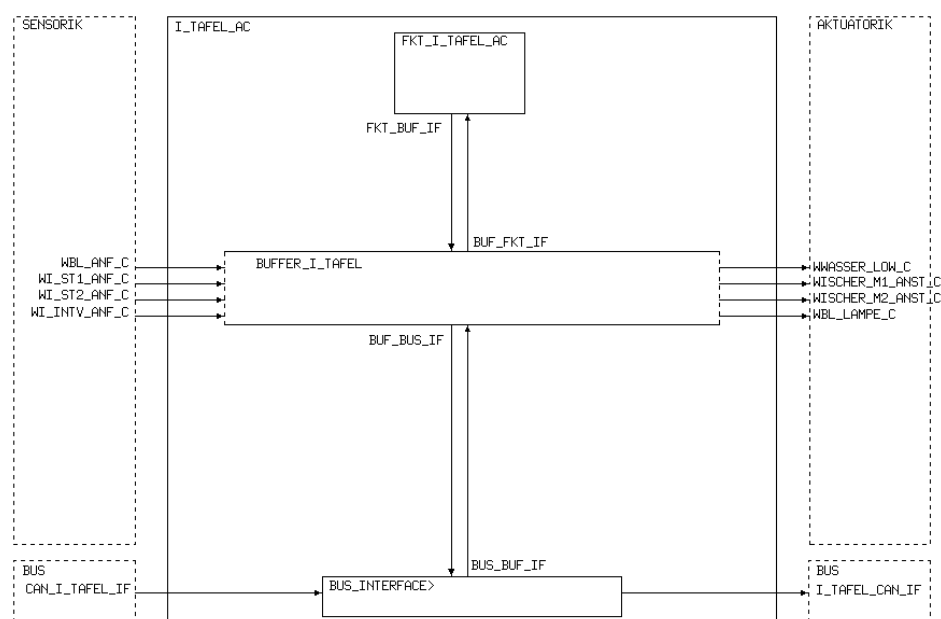 SENSORIK
I_TAFEL_AC
AKTUATORIK
FKT_I_TAFEL_AC
FKT_BUF_IF
BUF_FKT_IF
WBL_ANF_C
BUFFER_I_TAFEL
WWASSER_LOW_C
WI_ST1_ANF_C
WISCHER_M1_ANST_C
WI_ST2_ANF_C
WISCHER_M2_ANST_C
WI_INTV_ANF_C
WBL_LAMPE_C
BUF_BUS_IF
BUS_BUF_IF
BUS
BUS
CAN_I_TAFEL_IF
BUS_INTERFACE>
I_TAFEL_CAN_IF